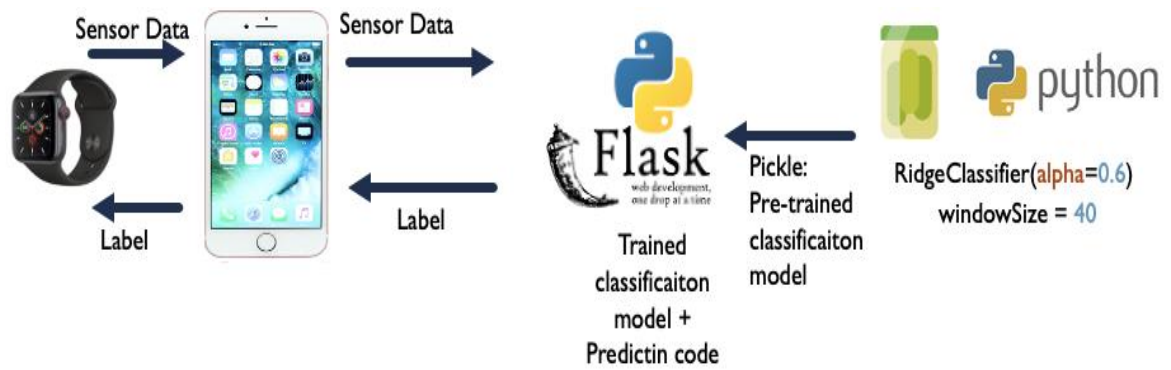 Sensor Data
Sensor Data
Label
Label
Flask
web development,
one drop at a time
Trained
classificaiton
model +
Predictin code
Pickle:
Pre-trained
classificaiton
model
python
RidgeClassifier(alpha=0.6)
windowSize = 40